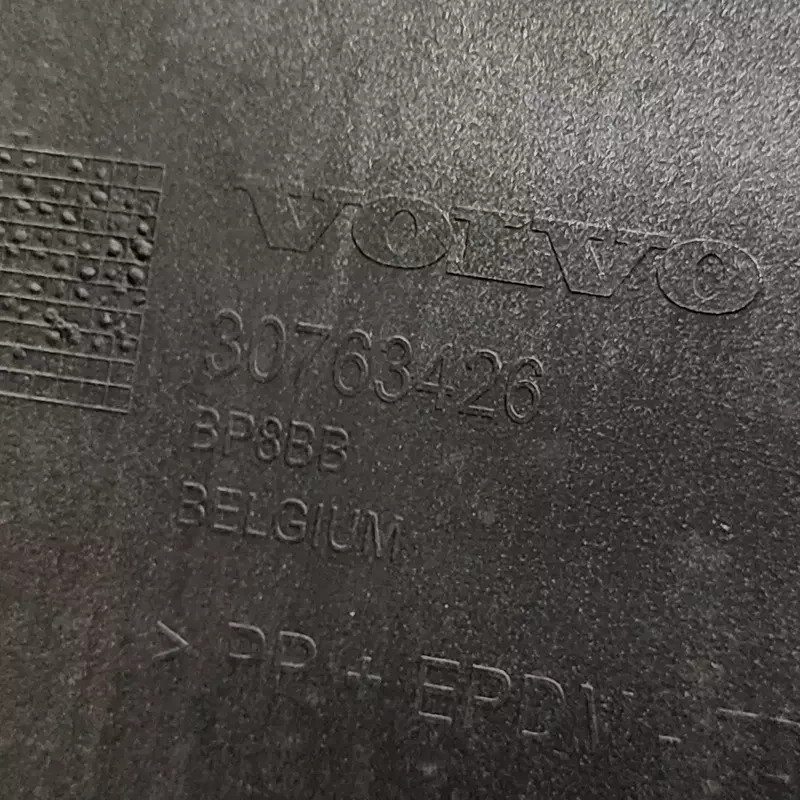 VOLVO
30763426
BP8BB
BELGIUM
> PP + EPDM - T